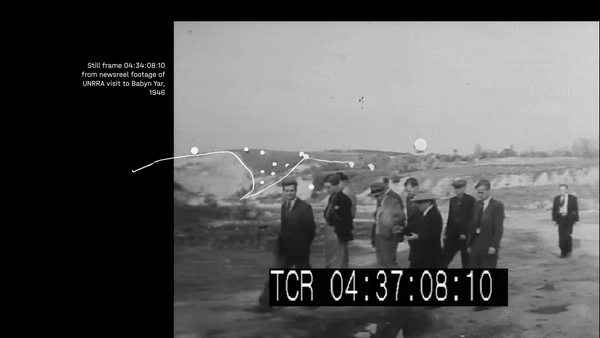 Still frame 04:34:08:10
from newsreel footage of
UNRRA visit to Babyn Yar,
1946
TCR 04:37:08:10